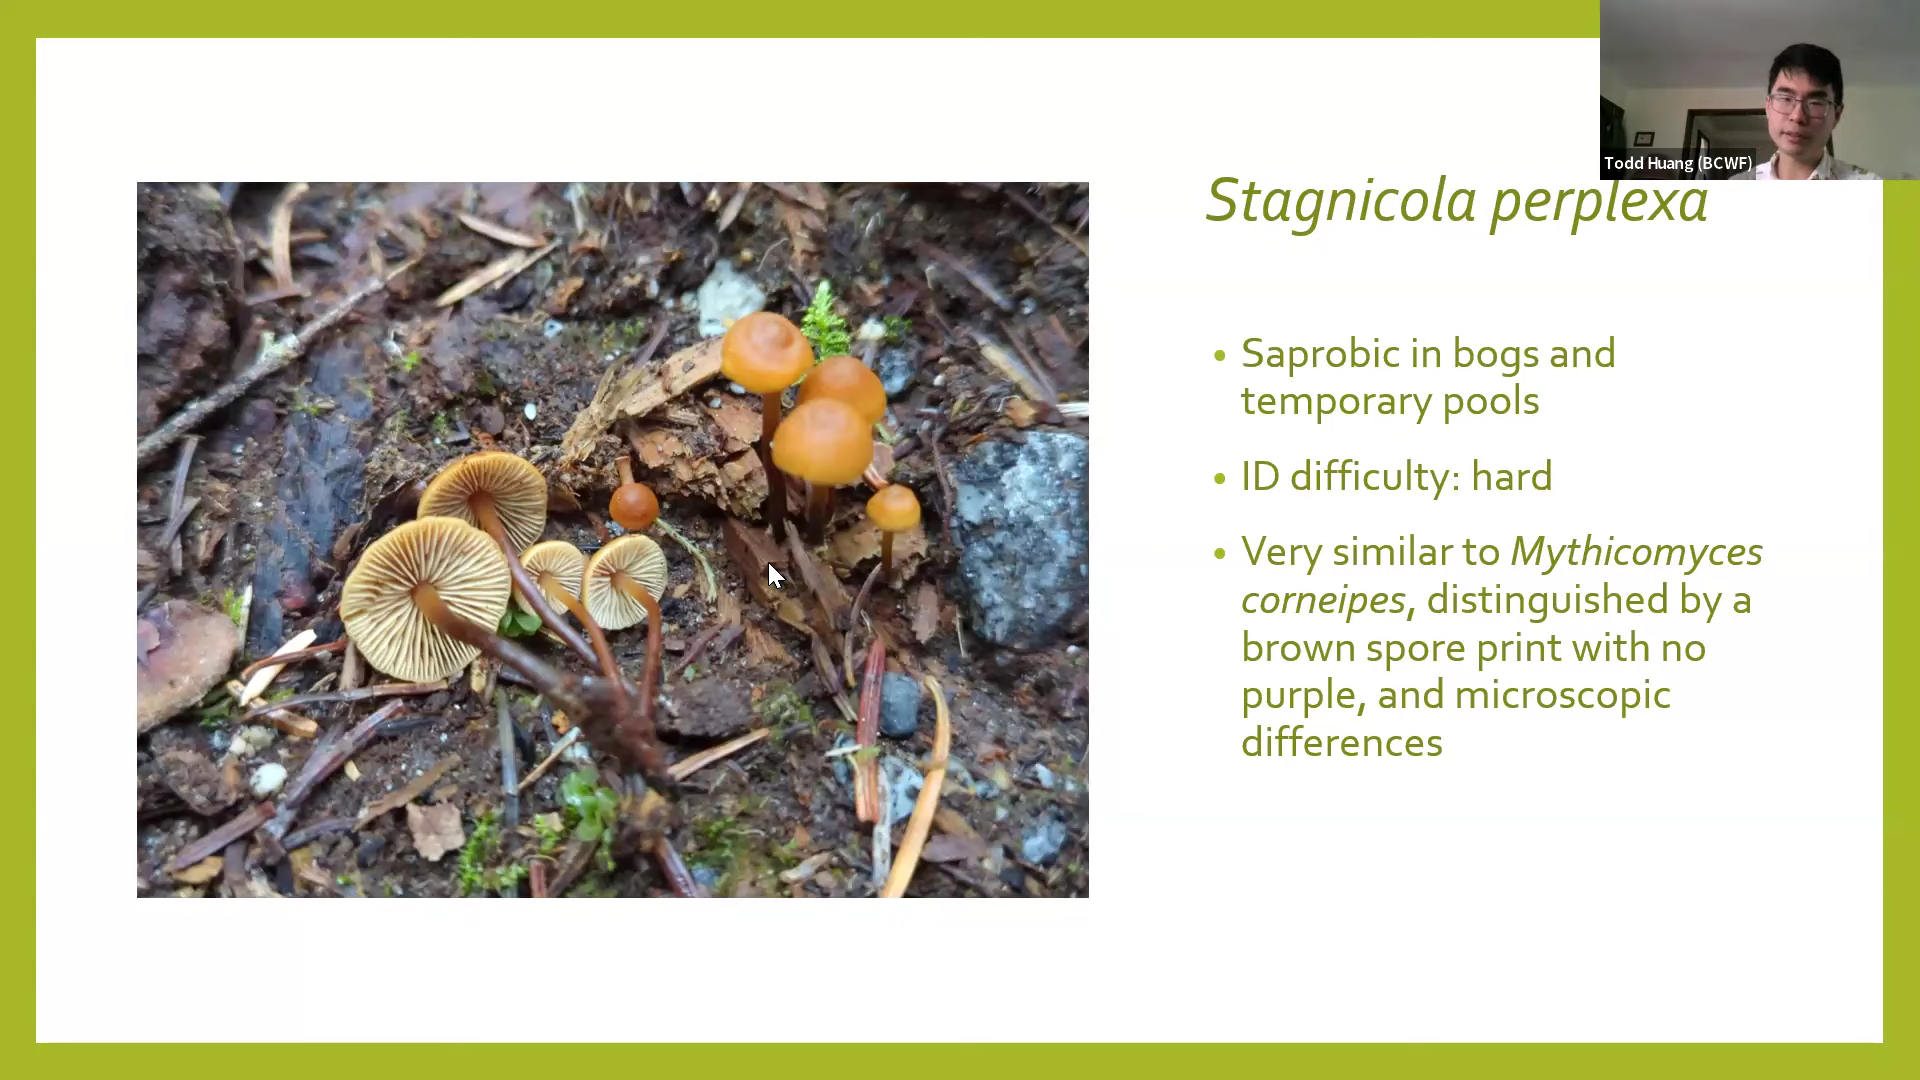 Todd Huang (BCWF)
Stagnicola perplexa
• Saprobic in bogs and
temporary pools
• ID difficulty: hard
• Very similar to Mythicomyces
corneipes, distinguished by a
brown spore print with no
purple, and microscopic
differences